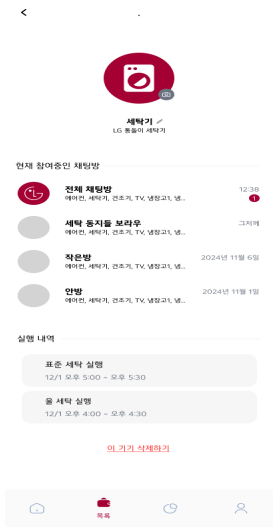 세탁기
LG 통돌이 세탁기
현재 참여중인 채팅방
전체 채팅방
12:38
에어컨, 세탁기, 건조기, TV, 냉장고1, 냉...
1
세탁 동지들 보라우
그저께
에어컨, 세탁기, 건조기, TV, 냉장고1, 냉...
작은방
2024년 11월 6일
에어컨, 세탁기, 건조기, TV, 냉장고1, 냉...
안방
2024년 11월 1일
에어컨, 세탁기, 건조기, TV, 냉장고1, 냉...
실행 내역
표준 세탁 실행
12/1 오후 5:00 ~ 오후 5:30
울 세탁 실행
12/1 오후 4:00 ~ 오후 4:30
이 기기 삭제하기
목록